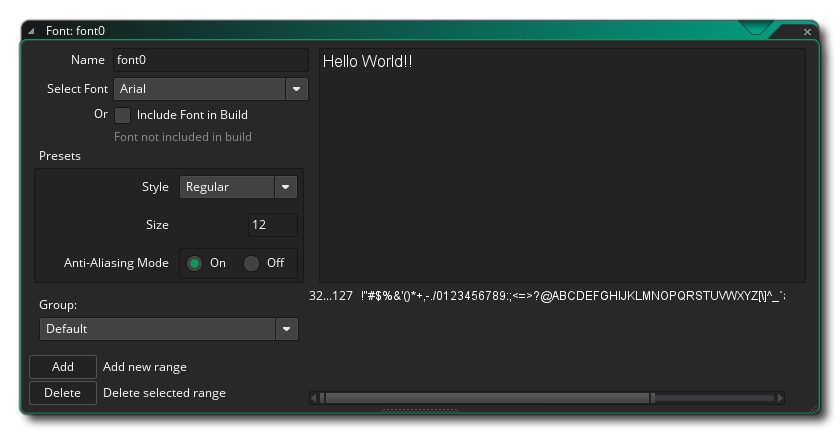 Font: font0
Name font0
Select Font Arial
Or Include Font in Build
Font not included in build
Presets
Style Regular
Size 12
Anti-Aliasing Mode On Off
Group:
Default
Add Add new range
Delete Delete selected range
Hello World!!
32...127 !"#$%&'()*+,-./0123456789:;<=>?@ABCDEFGHIJKLMNOPQRSTUVWXYZ[\]^_`